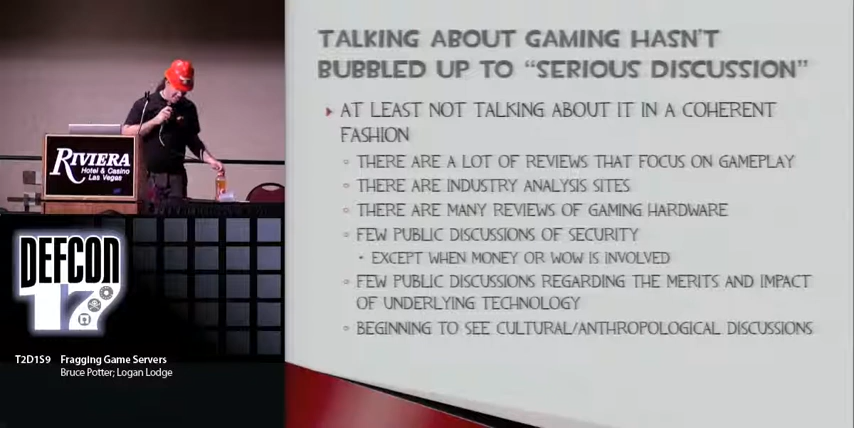 TALKING ABOUT GAMING HASN'T
BUBBLED UP TO "SERIOUS DISCUSSION"
AT LEAST NOT TALKING ABOUT IT IN A COHERENT
FASHION
THERE ARE A LOT OF REVIEWS THAT FOCUS ON GAMEPLAY
THERE ARE INDUSTRY ANALYSIS SITES
THERE ARE MANY REVIEWS OF GAMING HARDWARE
FEW PUBLIC DISCUSSIONS OF SECURITY
EXCEPT WHEN MONEY OR WOW IS INVOLVED
FEW PUBLIC DISCUSSIONS REGARDING THE MERITS AND IMPACT
OF UNDERLYING TECHNOLOGY
BEGINNING TO SEE CULTURAL/ANTHROPOLOGICAL DISCUSSIONS
RIVIERA
Hotel & Casino
Las Vegas
DEFCON
17
T2D1S9 Fragging Game Servers
Bruce Potter; Logan Lodge